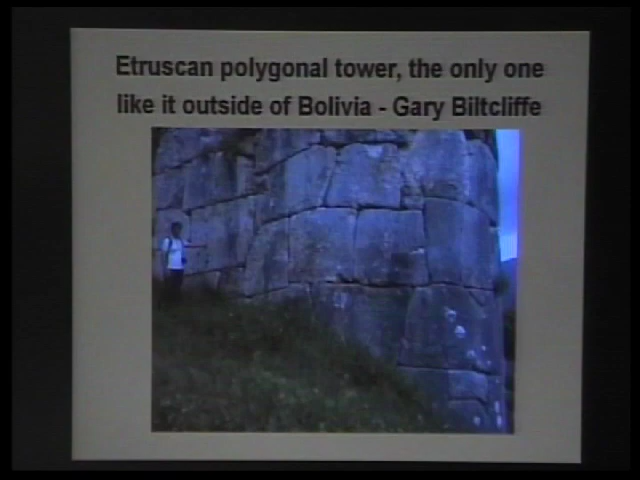 Etruscan polygonal tower, the only one
like it outside of Bolivia - Gary Biltcliffe